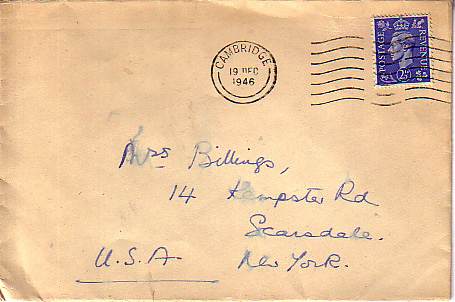 CAMBRIDGE
19 DEC
1946
POSTAGE REVENUE
2½D
Mrs Billings,
14 Kempster Rd
Scarsdale.
U.S.A New York.